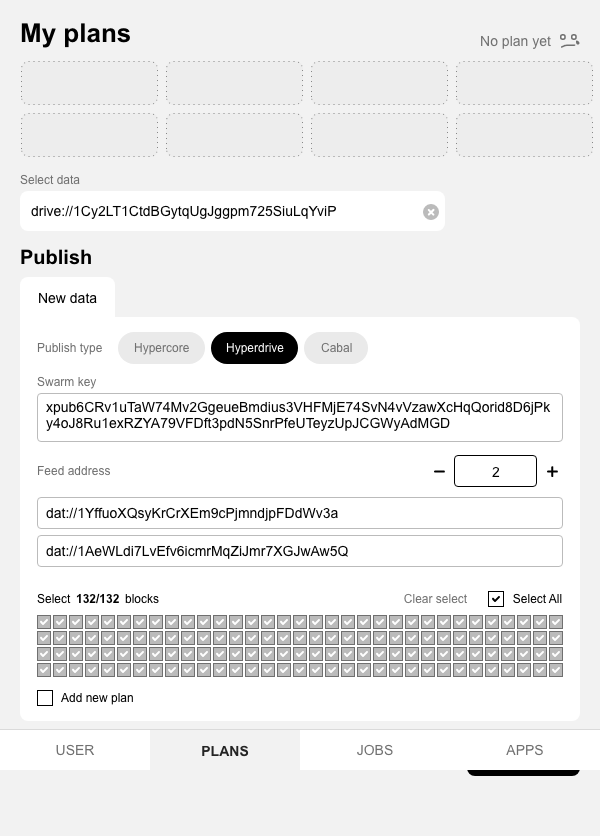 My plans
No plan yet
Select data
drive://1Cy2LT1CtdBGytqUgJggpm725SiuLqYviP
Publish
New data
Publish type Hypercore Hyperdrive Cabal
Swarm key
xpub6CRv1uTaW74Mv2GgeueBmdius3VHFMjE74SvN4vVzawXcHqQorid8D6jPk
y4oJ8Ru1exRZYA79VFDft3pdN5SnrPfeUTeyzUpJCGWyAdMGD
Feed address 2
dat://1YffuoXQsyKrCrXEm9cPjmndjpFDdWv3a
dat://1AeWLdi7LvEfv6icmrMqZiJmr7XGJwAw5Q
Select 132/132 blocks Clear select Select All
Add new plan
USER PLANS JOBS APPS